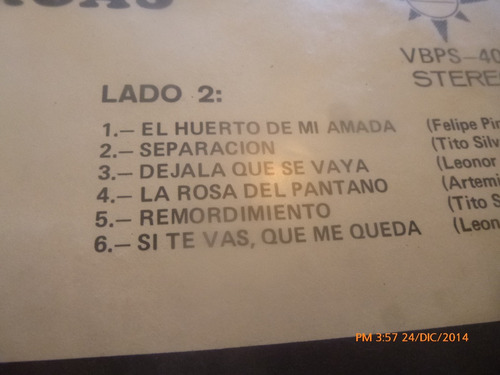 VBPS-40
STERE
LADO 2:
1.- EL HUERTO DE MI AMADA (Felipe Pin
2.- SEPARACION (Tito Silv
3.- DEJALA QUE SE VAYA (Leonor
4.- LA ROSA DEL PANTANO (Artemi
5.- REMORDIMIENTO (Tito S
6.- SI TE VAS, QUE ME QUEDA (Leon
PM 3:57 24/DIC/2014